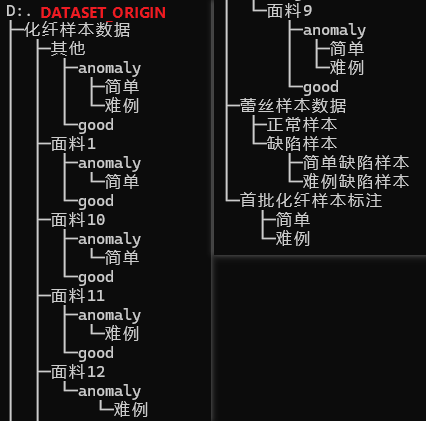 D:. DATASET ORIGIN
化纤样本数据
其他
anomaly
简单
难例
good
面料1
anomaly
简单
good
面料10
anomaly
简单
good
面料11
anomaly
难例
good
面料12
anomaly
难例
面料9
anomaly
简单
难例
good
蕾丝样本数据
正常样本
缺陷样本
简单缺陷样本
难例缺陷样本
首批化纤样本标注
简单
难例